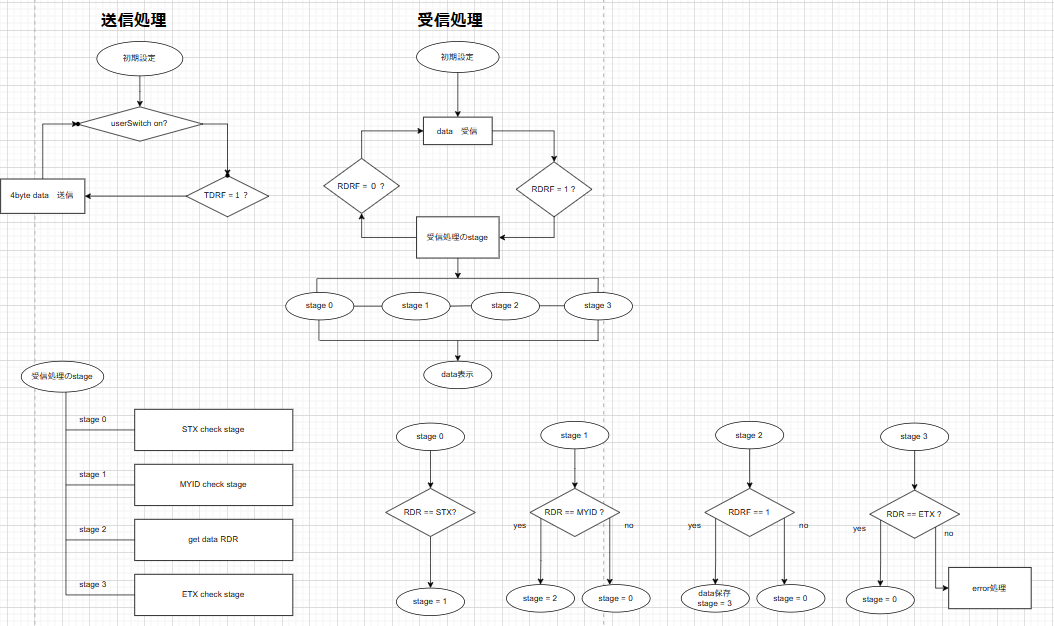 送信処理
受信処理
初期設定
初期設定
userSwitch on?
data 受信
4byte data 送信
TDRF = 1 ?
RDRF = 0 ?
RDRF = 1 ?
受信処理のstage
stage 0
stage 1
stage 2
stage 3
data表示
受信処理のstage
stage 0
STX check stage
stage 1
MYID check stage
stage 2
get data RDR
stage 3
ETX check stage
stage 0
RDR == STX?
stage = 1
stage 1
RDR == MYID ?
yes
no
stage = 2
stage = 0
stage 2
RDRF == 1
yes
no
data保存
stage = 3
stage = 0
stage 3
RDR == ETX ?
yes
no
stage = 0
error処理